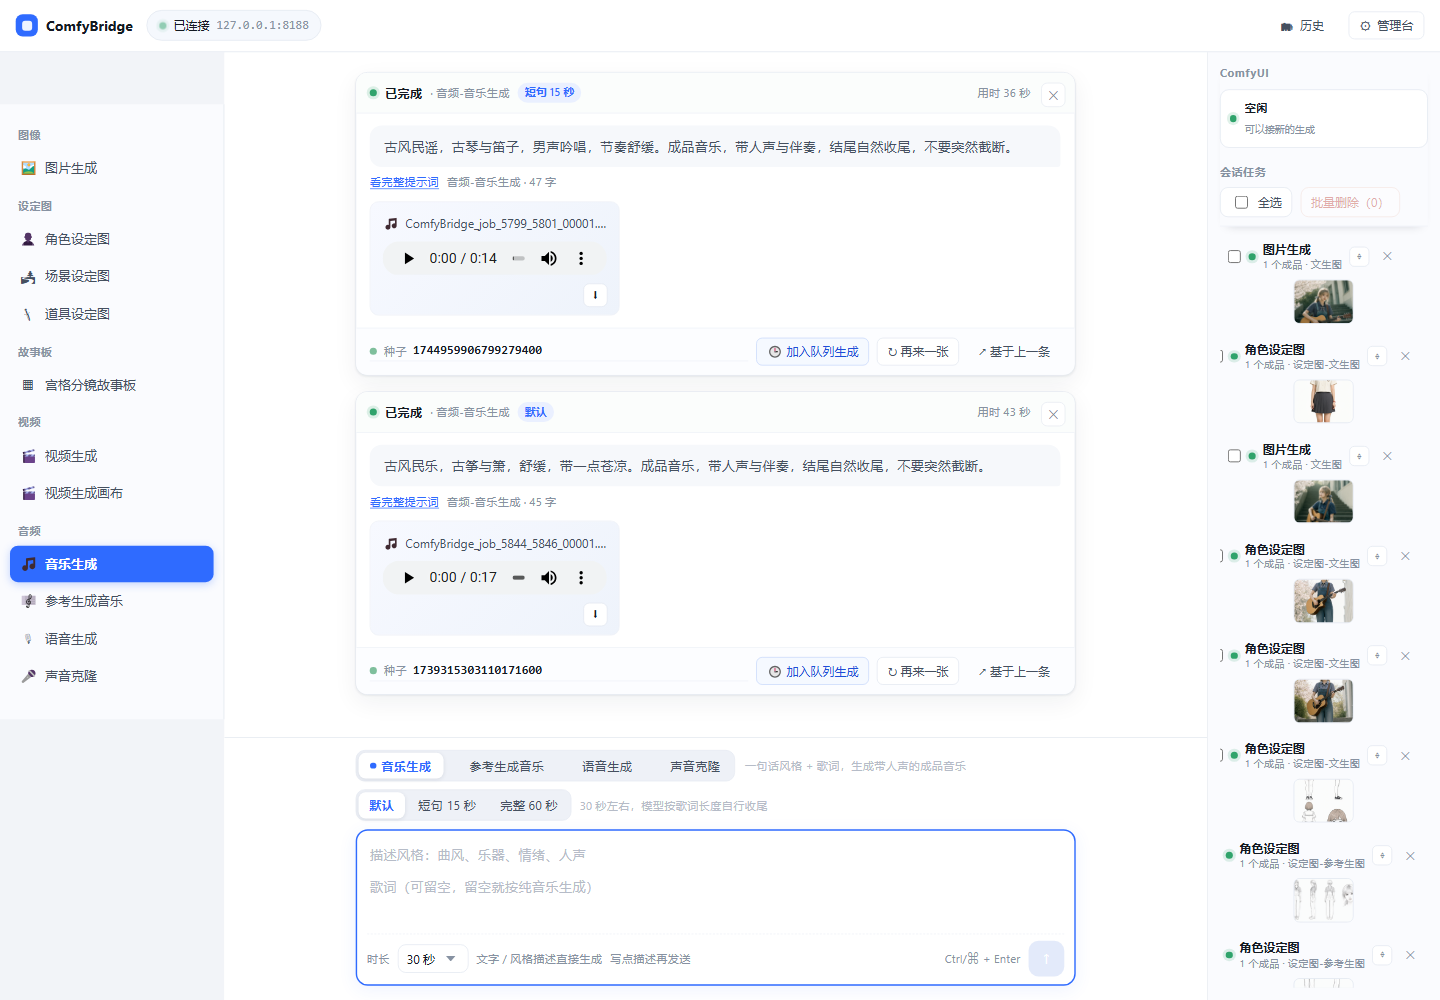 ComfyBridge
已连接 127.0.0.1:8188
历史
管理台
图像
图片生成
设定图
角色设定图
场景设定图
道具设定图
故事板
宫格分镜故事板
视频
视频生成
视频生成画布
音频
音乐生成
参考生成音乐
语音生成
声音克隆
已完成 · 音频-音乐生成 短句 15 秒
用时 36 秒
古风民谣，古琴与笛子，男声吟唱，节奏舒缓。成品音乐，带人声与伴奏，结尾自然收尾，不要突然截断。
看完整提示词 音频-音乐生成 · 47 字
ComfyBridge_job_5799_5801_00001....
0:00 / 0:14
种子 1744959906799279400
加入队列生成
再来一张
基于上一条
已完成 · 音频-音乐生成 默认
用时 43 秒
古风民乐，古筝与箫，舒缓，带一点苍凉。成品音乐，带人声与伴奏，结尾自然收尾，不要突然截断。
看完整提示词 音频-音乐生成 · 45 字
ComfyBridge_job_5844_5846_00001....
0:00 / 0:17
种子 1739315303110171600
加入队列生成
再来一张
基于上一条
音乐生成 参考生成音乐 语音生成 声音克隆 一句话风格 + 歌词，生成带人声的成品音乐
默认 短句 15 秒 完整 60 秒 30 秒左右，模型按歌词长度自行收尾
描述风格：曲风、乐器、情绪、人声
歌词（可留空，留空就按纯音乐生成）
时长 30 秒 文字 / 风格描述直接生成 写点描述再发送
Ctrl/⌘ + Enter
ComfyUI
空闲
可以接新的生成
会话任务
全选 批量删除（0）
图片生成
1 个成品 · 文生图
角色设定图
1 个成品 · 设定图-文生图
图片生成
1 个成品 · 文生图
角色设定图
1 个成品 · 设定图-文生图
角色设定图
1 个成品 · 设定图-文生图
角色设定图
1 个成品 · 设定图-文生图
角色设定图
1 个成品 · 设定图-参考生图
角色设定图
1 个成品 · 设定图-参考生图